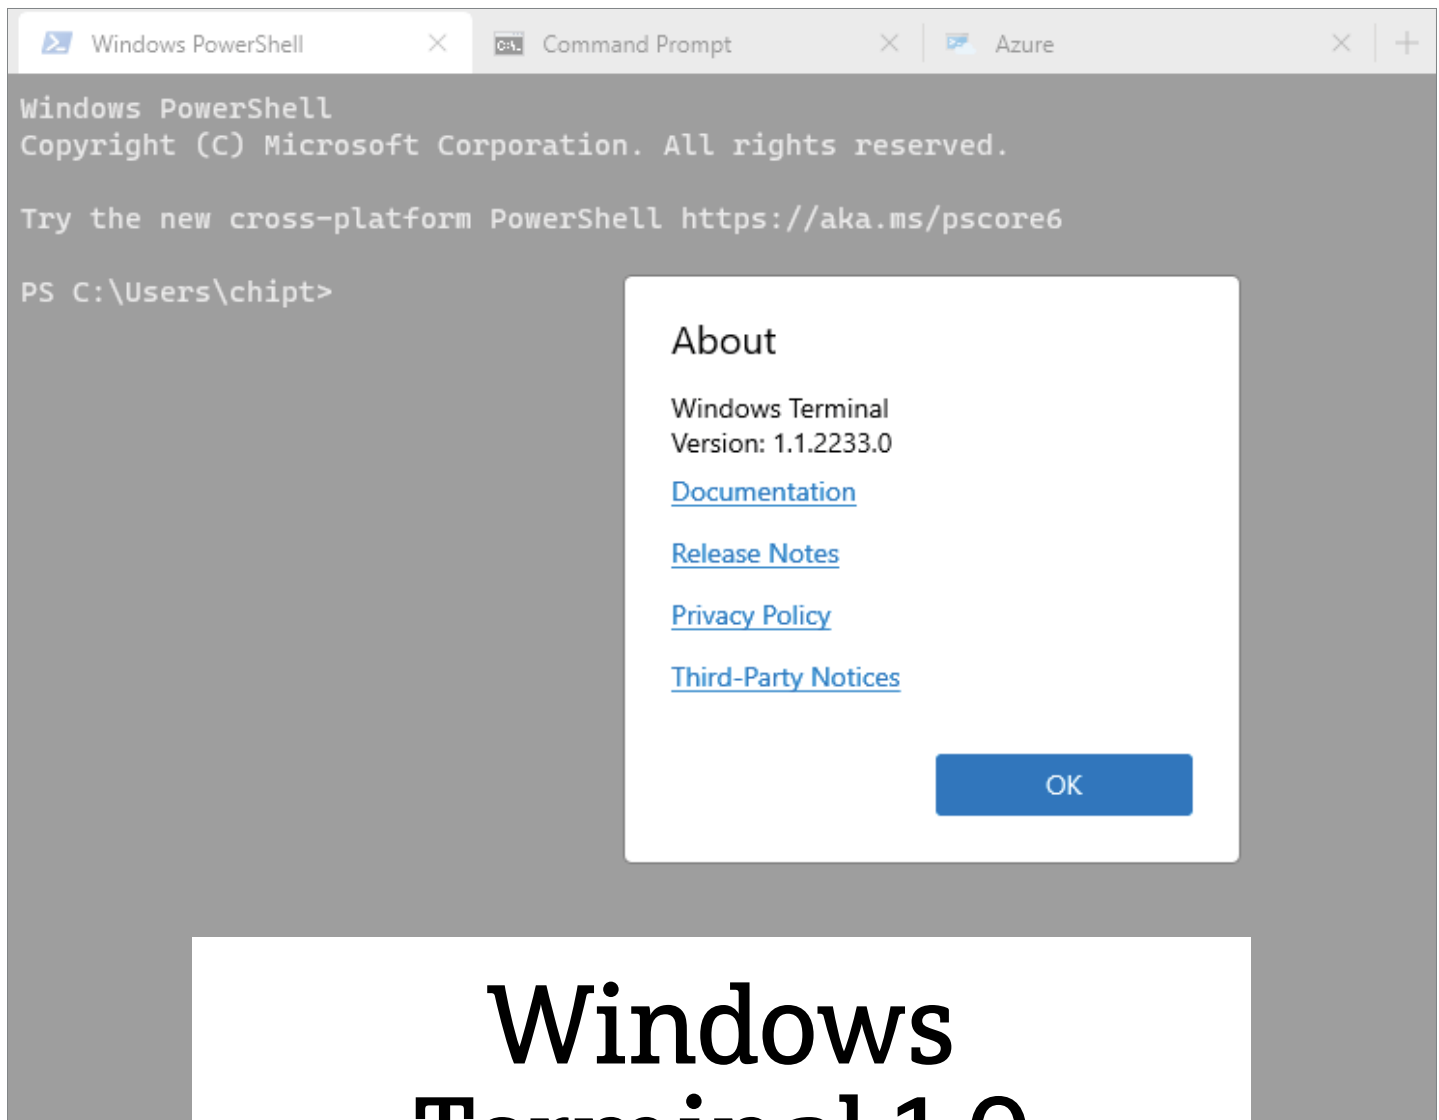 Windows PowerShell
Command Prompt
Azure
Windows PowerShell
Copyright (C) Microsoft Corporation. All rights reserved.
Try the new cross-platform PowerShell https://aka.ms/pscore6
PS C:\Users\chipt>
About
Windows Terminal
Version: 1.1.2233.0
Documentation
Release Notes
Privacy Policy
Third-Party Notices
OK
Windows
Terminal